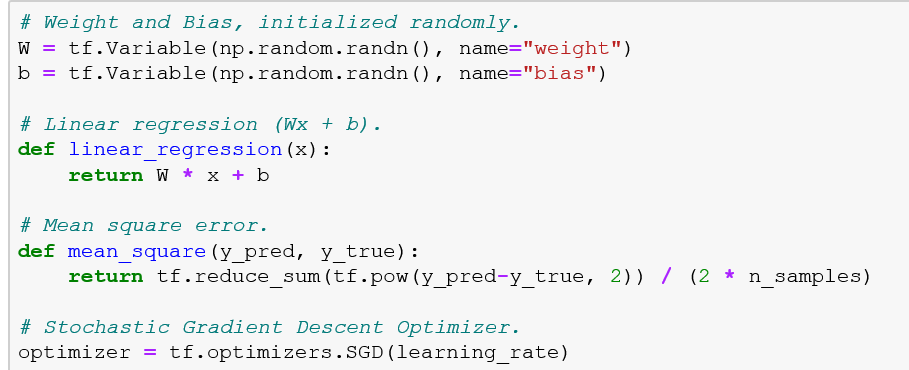 # Weight and Bias, initialized randomly.
W = tf.Variable(np.random.randn(), name="weight")
b = tf.Variable(np.random.randn(), name="bias")

# Linear regression (Wx + b).
def linear_regression(x):
    return W * x + b

# Mean square error.
def mean_square(y_pred, y_true):
    return tf.reduce_sum(tf.pow(y_pred-y_true, 2)) / (2 * n_samples)

# Stochastic Gradient Descent Optimizer.
optimizer = tf.optimizers.SGD(learning_rate)